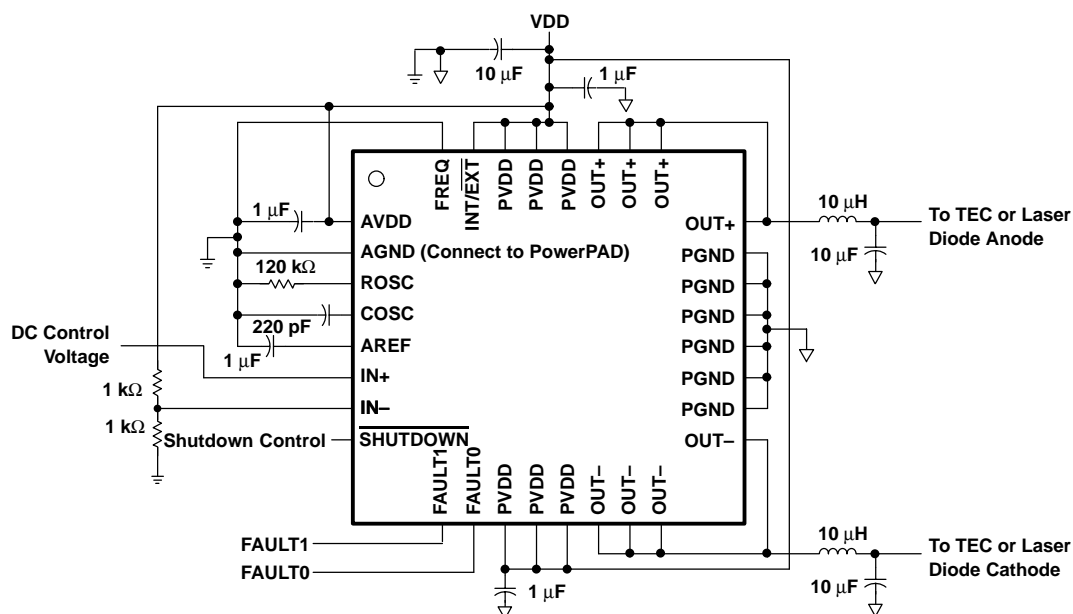 VDD
10 μF
1 μF
FREQ
INT/EXT
PVDD
PVDD
PVDD
OUT+
OUT+
OUT+
1 μF
AVDD
AGND (Connect to PowerPAD)
120 kΩ
ROSC
COSC
220 pF
AREF
1 μF
DC Control
Voltage
IN+
1 kΩ
IN–
1 kΩ
Shutdown Control
SHUTDOWN
OUT+
PGND
PGND
PGND
PGND
PGND
PGND
OUT–
10 μH
10 μF
To TEC or Laser
Diode Anode
FAULT1
FAULT0
PVDD
PVDD
PVDD
OUT–
OUT–
OUT–
FAULT1
FAULT0
1 μF
10 μH
10 μF
To TEC or Laser
Diode Cathode